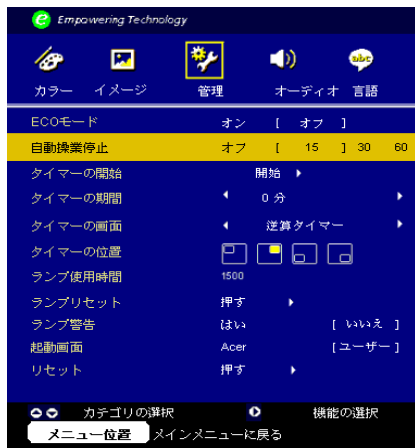 Empowering Technology
カラー イメージ 管理 オーディオ 言語
abc
ECOモード オン [ オフ ]
自動操業停止 オフ [ 15 ] 30 60
タイマーの開始 開始
タイマーの期間 0 分
タイマーの画面 逆算タイマー
タイマーの位置
ランプ使用時間 1500
ランプリセット 押す
ランプ警告 はい [ いいえ ]
起動画面 Acer [ ユーザー ]
リセット 押す
カテゴリの選択 機能の選択
メニュー位置 メインメニューに戻る